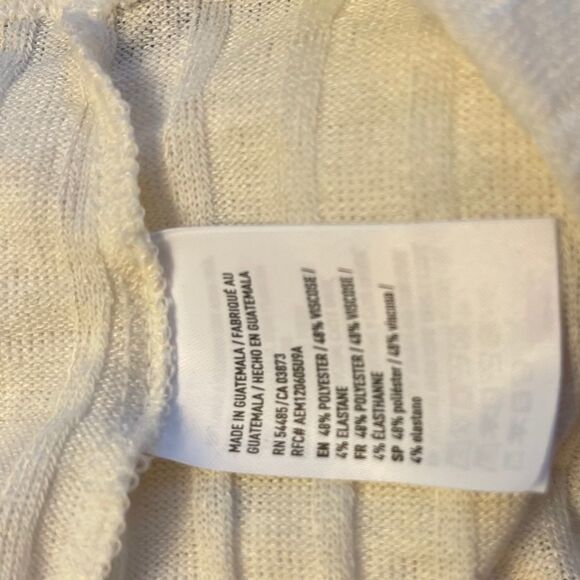 MADE IN GUATEMALA / FABRIQUÉ AU
GUATEMALA / HECHO EN GUATEMALA
RN 54485 / CA 03873
RFC# AEM120605U9A
EN 48% POLYESTER / 48% VISCOSE /
4% ELASTANE
FR 48% POLYESTER / 48% VISCOSE /
4% ÉLASTHANNE
SP 48% poliéster / 48% viscosa /
4% elastano